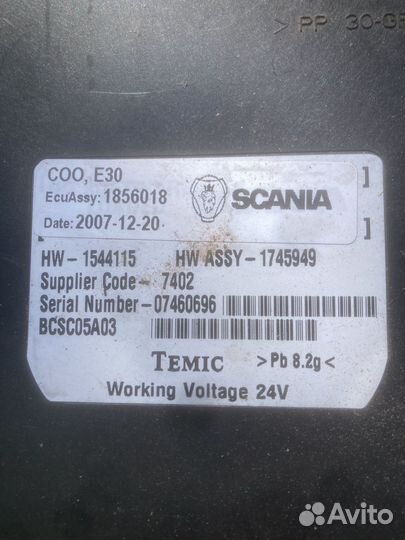 > PP 30-GF
COO, E30
EcuAssy: 1856018
SCANIA
Date: 2007-12-20
HW-1544115 HW ASSY-1745949
Supplier Code- 7402
Serial Number-07460696
BCSC05A03
TEMIC >Pb 8.2g<
Working Voltage 24V
Avito